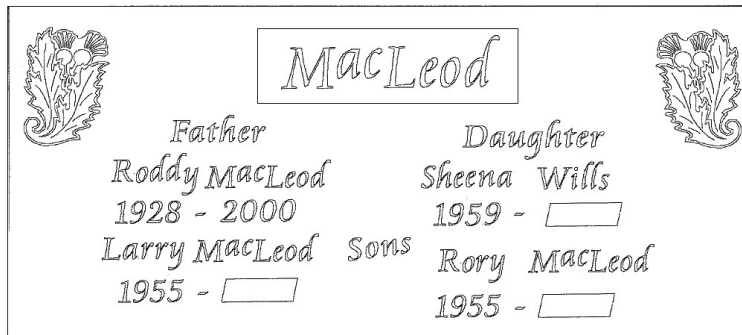 MacLeod
Father
Roddy MacLeod
1928 - 2000
Daughter
Sheena Wills
1959 -
Sons
Larry MacLeod
1955 -
Rory MacLeod
1955 -